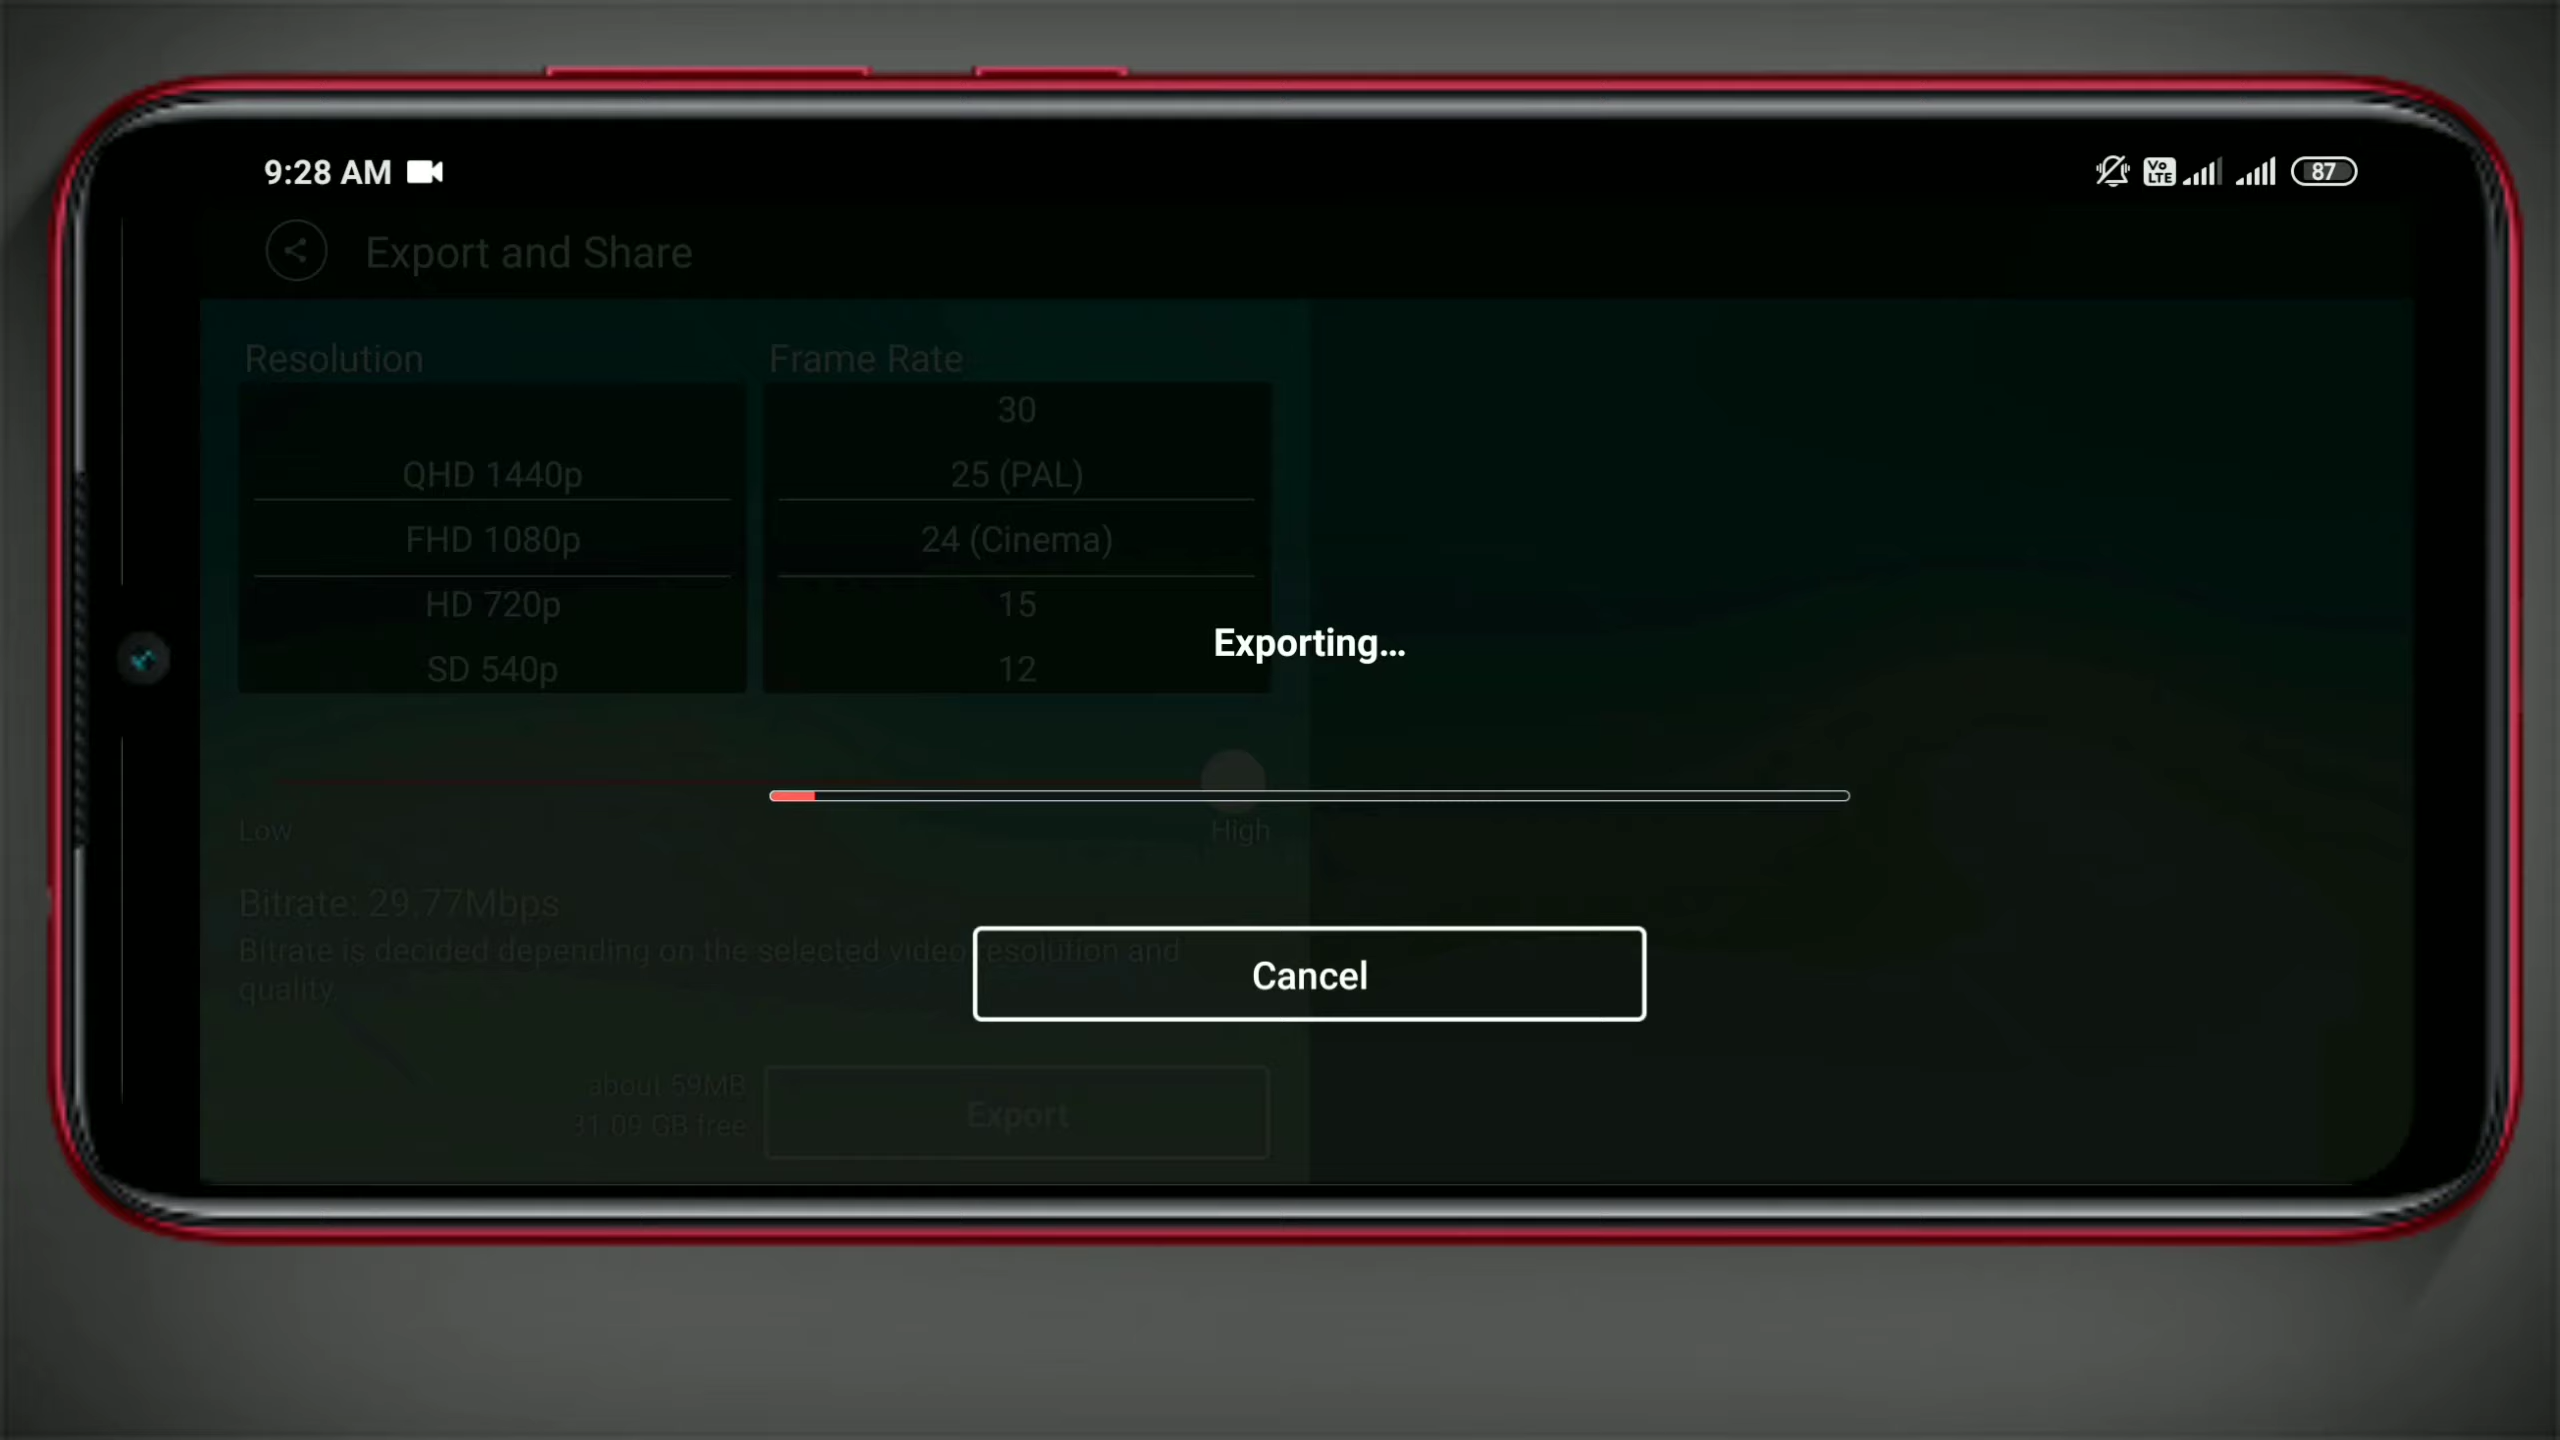 9:28 AM
Vo LTE
87
Export and Share
Resolution
Frame Rate
30
QHD 1440p
25 (PAL)
FHD 1080p
24 (Cinema)
HD 720p
15
SD 540p
12
Exporting...
Low
High
Bitrate: 29.77Mbps
Bitrate is decided depending on the selected video resolution and
quality.
Cancel
about 59MB
31.09 GB free
Export